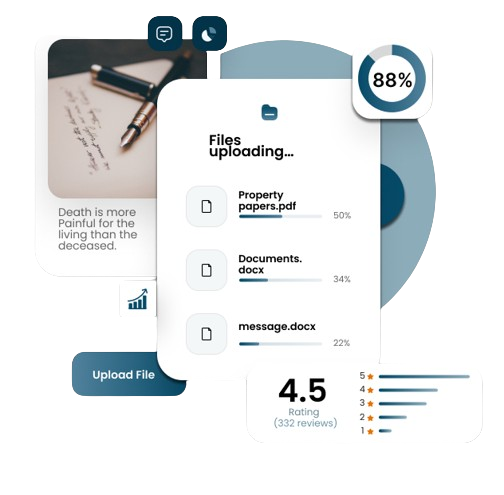 88%
Files
uploading...
Property
papers.pdf
50%
Documents.
docx
34%
message.docx
22%
Death is more
Painful for the
living than the
deceased.
Upload File
4.5
Rating
(332 reviews)
5
4
3
2
1